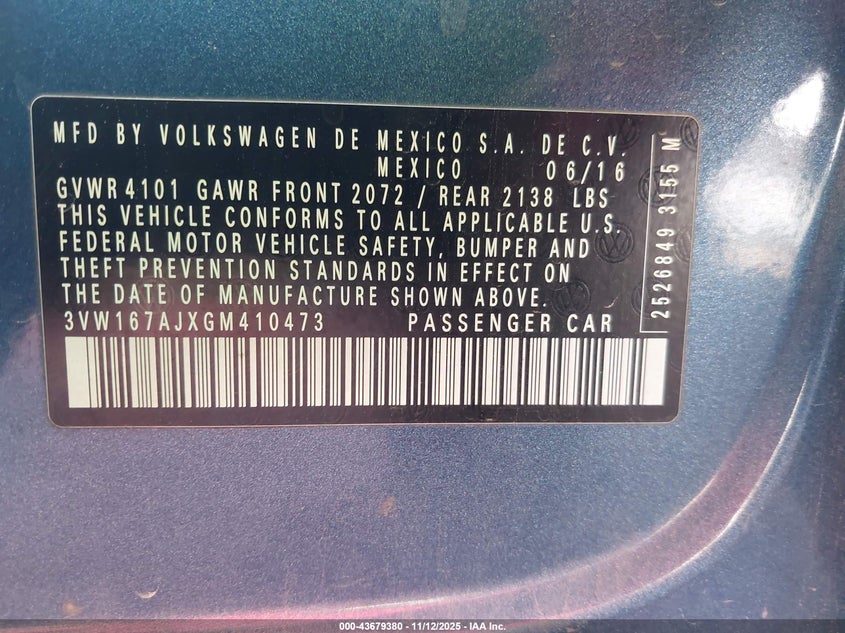 MFD BY VOLKSWAGEN DE MEXICO S.A. DE C.V.
MEXICO 06/16
GVWR 4101 GAWR FRONT 2072 / REAR 2138 LBS
THIS VEHICLE CONFORMS TO ALL APPLICABLE U.S.
FEDERAL MOTOR VEHICLE SAFETY, BUMPER AND
THEFT PREVENTION STANDARDS IN EFFECT ON
THE DATE OF MANUFACTURE SHOWN ABOVE.
3VW167AJXGM410473 PASSENGER CAR
2526849 3155 M
000-43679380 - 11/12/2025 - IAA Inc.